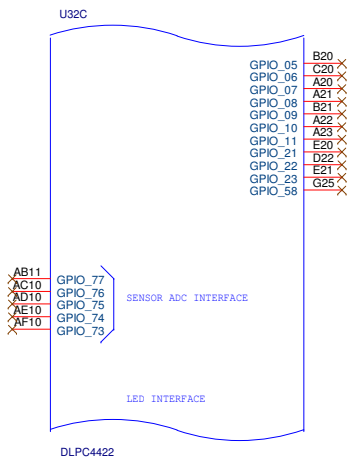 U32C
GPIO_05 B20
GPIO_06 C20
GPIO_07 A20
GPIO_08 A21
GPIO_09 B21
GPIO_10 A22
GPIO_11 A23
GPIO_21 E20
GPIO_22 D22
GPIO_23 E21
GPIO_58 G25
AB11 GPIO_77
AC10 GPIO_76
AD10 GPIO_75
AE10 GPIO_74
AF10 GPIO_73
SENSOR ADC INTERFACE
LED INTERFACE
DLPC4422